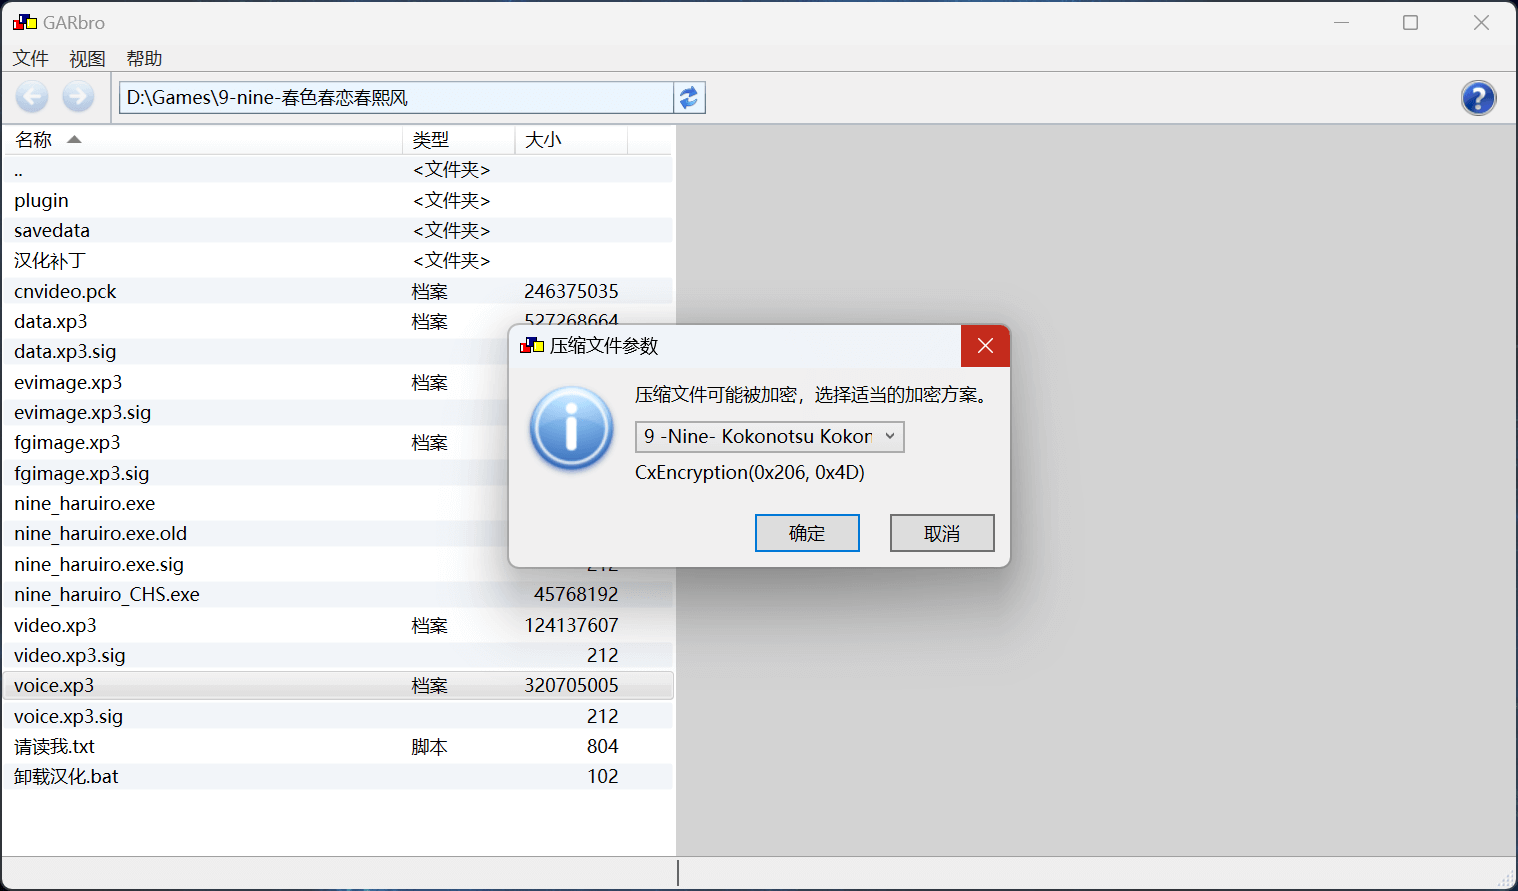 GARbro
文件 视图 帮助
D:\Games\9-nine-春色春恋春熙风
名称 类型 大小
.. <文件夹>
plugin <文件夹>
savedata <文件夹>
汉化补丁 <文件夹>
cnvideo.pck 档案 246375035
data.xp3 档案 527268664
data.xp3.sig
evimage.xp3 档案
evimage.xp3.sig
fgimage.xp3 档案
fgimage.xp3.sig
nine_haruiro.exe
nine_haruiro.exe.old
nine_haruiro.exe.sig 212
nine_haruiro_CHS.exe 45768192
video.xp3 档案 124137607
video.xp3.sig 212
voice.xp3 档案 320705005
voice.xp3.sig 212
请读我.txt 脚本 804
卸载汉化.bat 102
压缩文件参数
压缩文件可能被加密，选择适当的加密方案。
9 -Nine- Kokonotsu Kokon
CxEncryption(0x206, 0x4D)
确定 取消